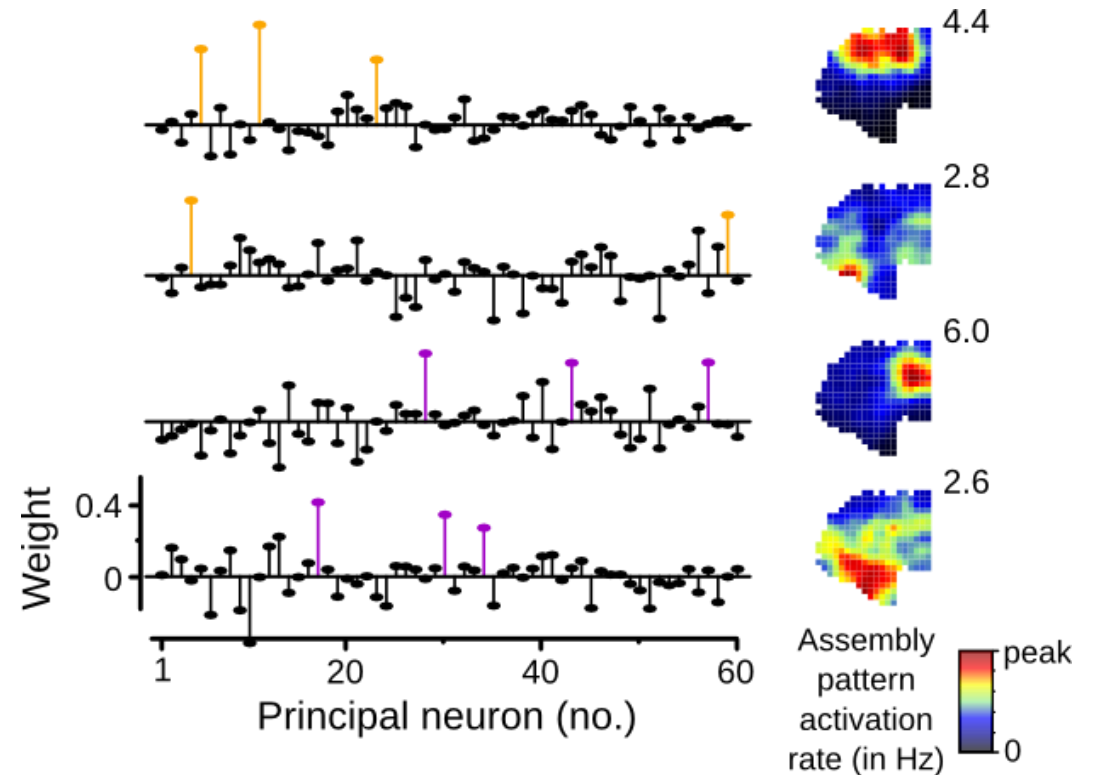 4.4
2.8
6.0
2.6
Weight
0.4
0
1
20
40
60
Principal neuron (no.)
Assembly
pattern
activation
rate (in Hz)
peak
0